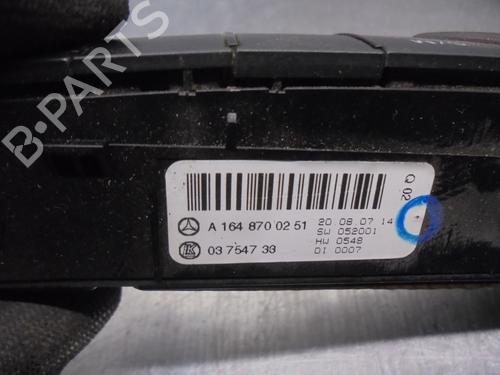 B-PARTS
Q 02
A 164 870 02 51
20 08.07 14
SW 052001
03 7547 33
HW 0548
DI 0007